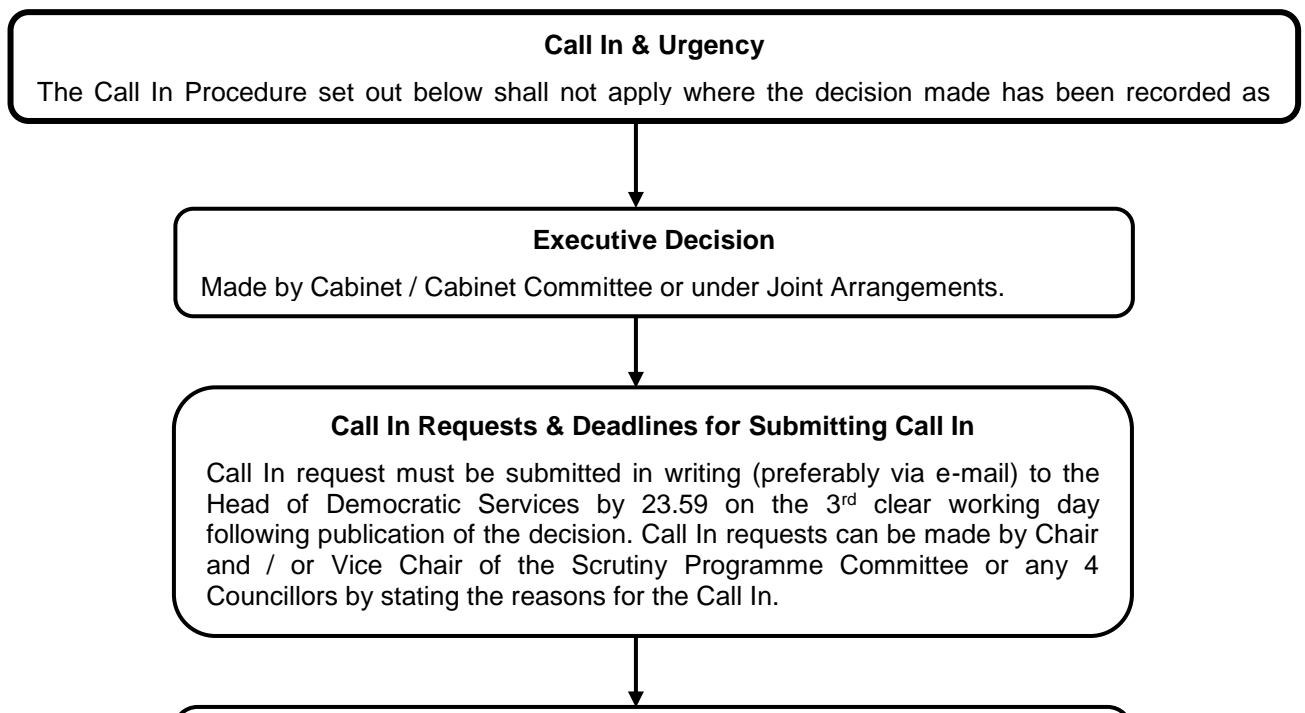 Call In & Urgency
The Call In Procedure set out below shall not apply where the decision made has been recorded as
Executive Decision
Made by Cabinet / Cabinet Committee or under Joint Arrangements.
Call In Requests & Deadlines for Submitting Call In
Call In request must be submitted in writing (preferably via e-mail) to the
Head of Democratic Services by 23.59 on the 3rd clear working day
following publication of the decision. Call In requests can be made by Chair
and / or Vice Chair of the Scrutiny Programme Committee or any 4
Councillors by stating the reasons for the Call In.